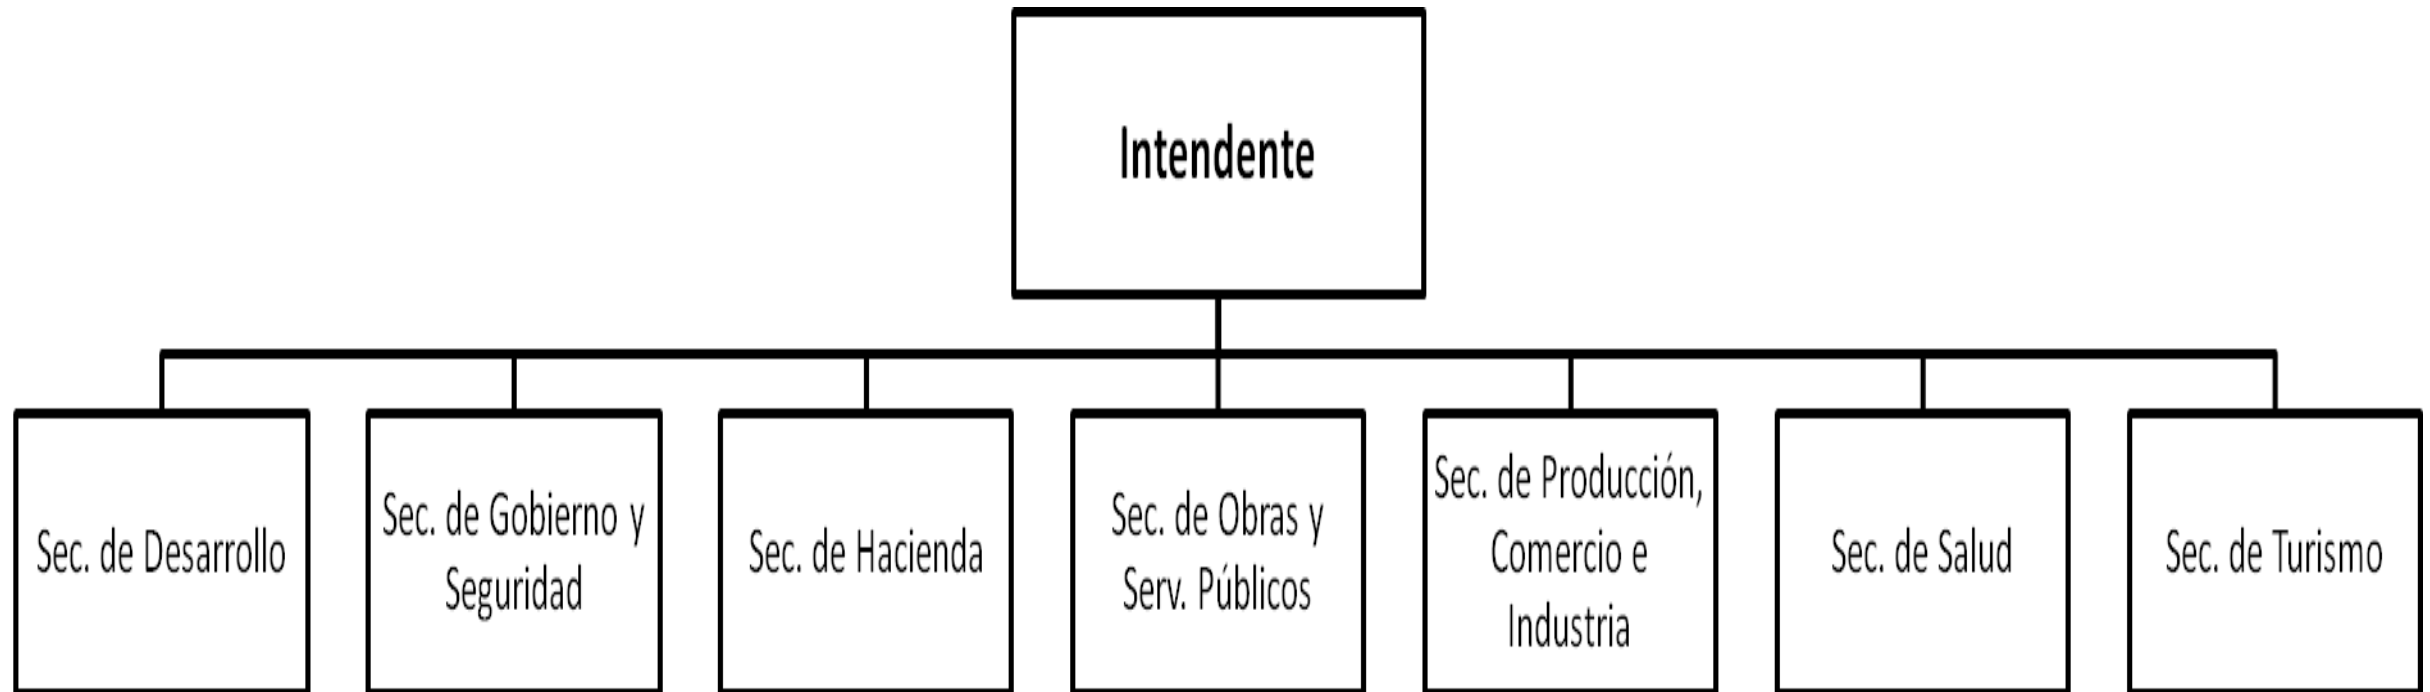 Intendente
Sec. de Desarrollo
Sec. de Gobierno y
Seguridad
Sec. de Hacienda
Sec. de Obras y
Serv. Públicos
Sec. de Producción,
Comercio e
Industria
Sec. de Salud
Sec. de Turismo